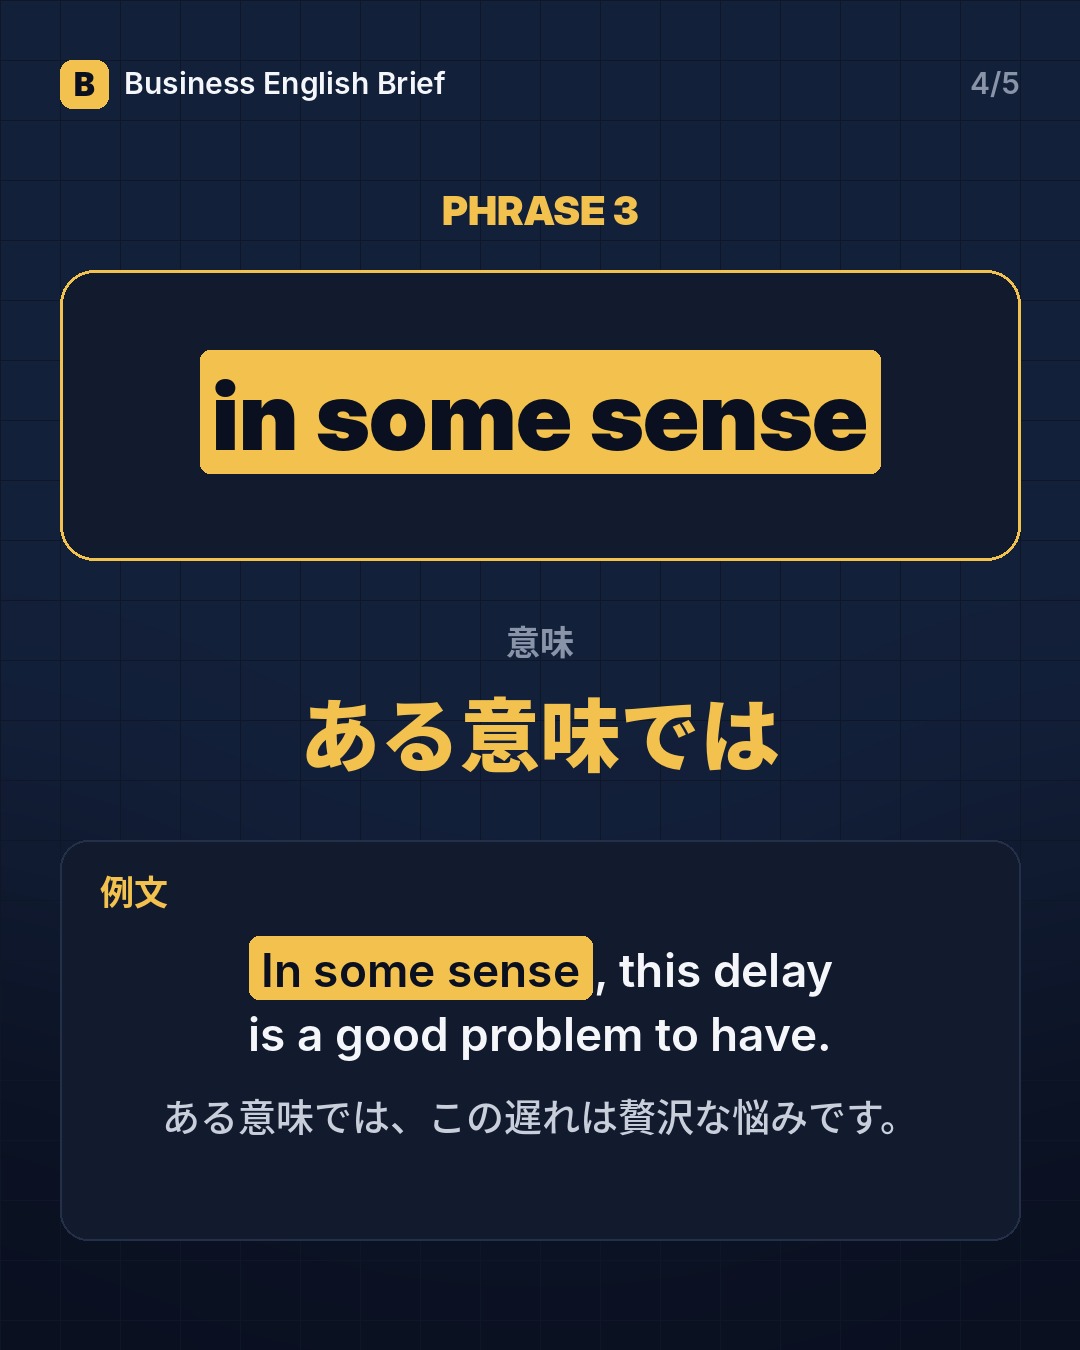 B Business English Brief 4/5
PHRASE 3
in some sense
意味
ある意味では
例文
In some sense, this delay
is a good problem to have.
ある意味では、この遅れは贅沢な悩みです。